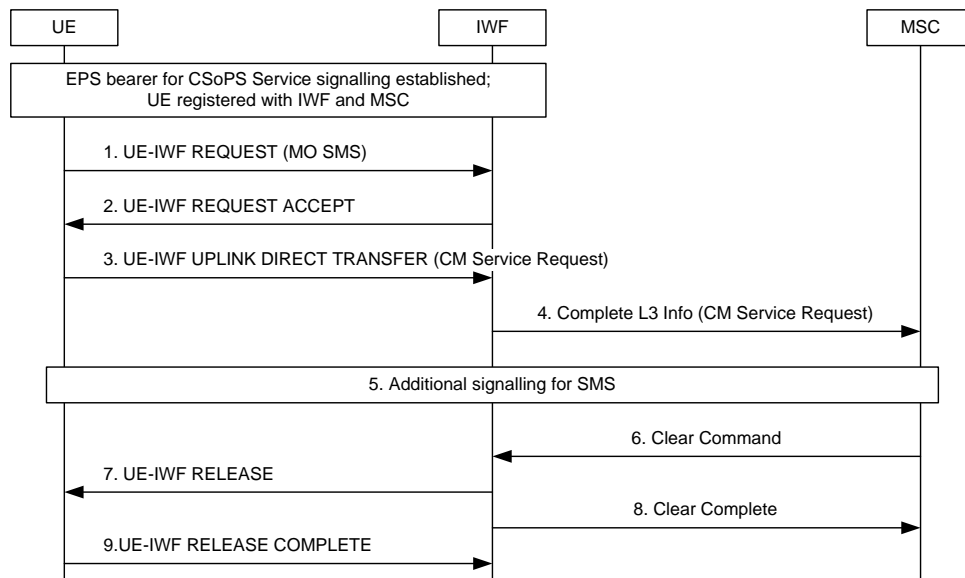 UE
IWF
MSC
EPS bearer for CSoPS Service signalling established;
UE registered with IWF and MSC
1. UE-IWF REQUEST (MO SMS)
2. UE-IWF REQUEST ACCEPT
3. UE-IWF UPLINK DIRECT TRANSFER (CM Service Request)
4. Complete L3 Info (CM Service Request)
5. Additional signalling for SMS
6. Clear Command
7. UE-IWF RELEASE
8. Clear Complete
9.UE-IWF RELEASE COMPLETE